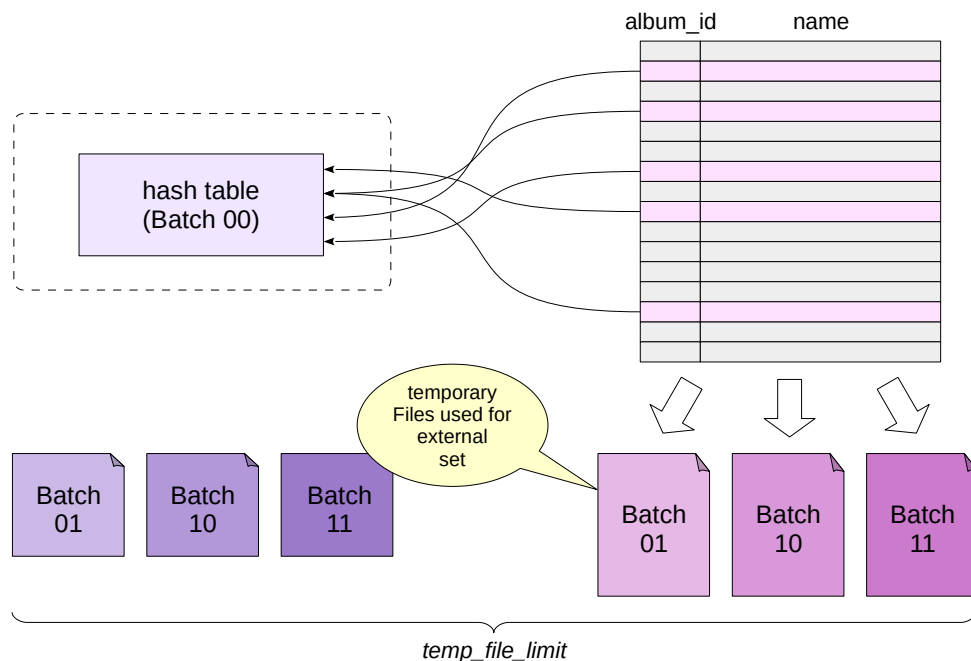 album_id name
hash table
(Batch 00)
temporary
Files used for
external
set
Batch
01
Batch
10
Batch
11
Batch
01
Batch
10
Batch
11
temp_file_limit